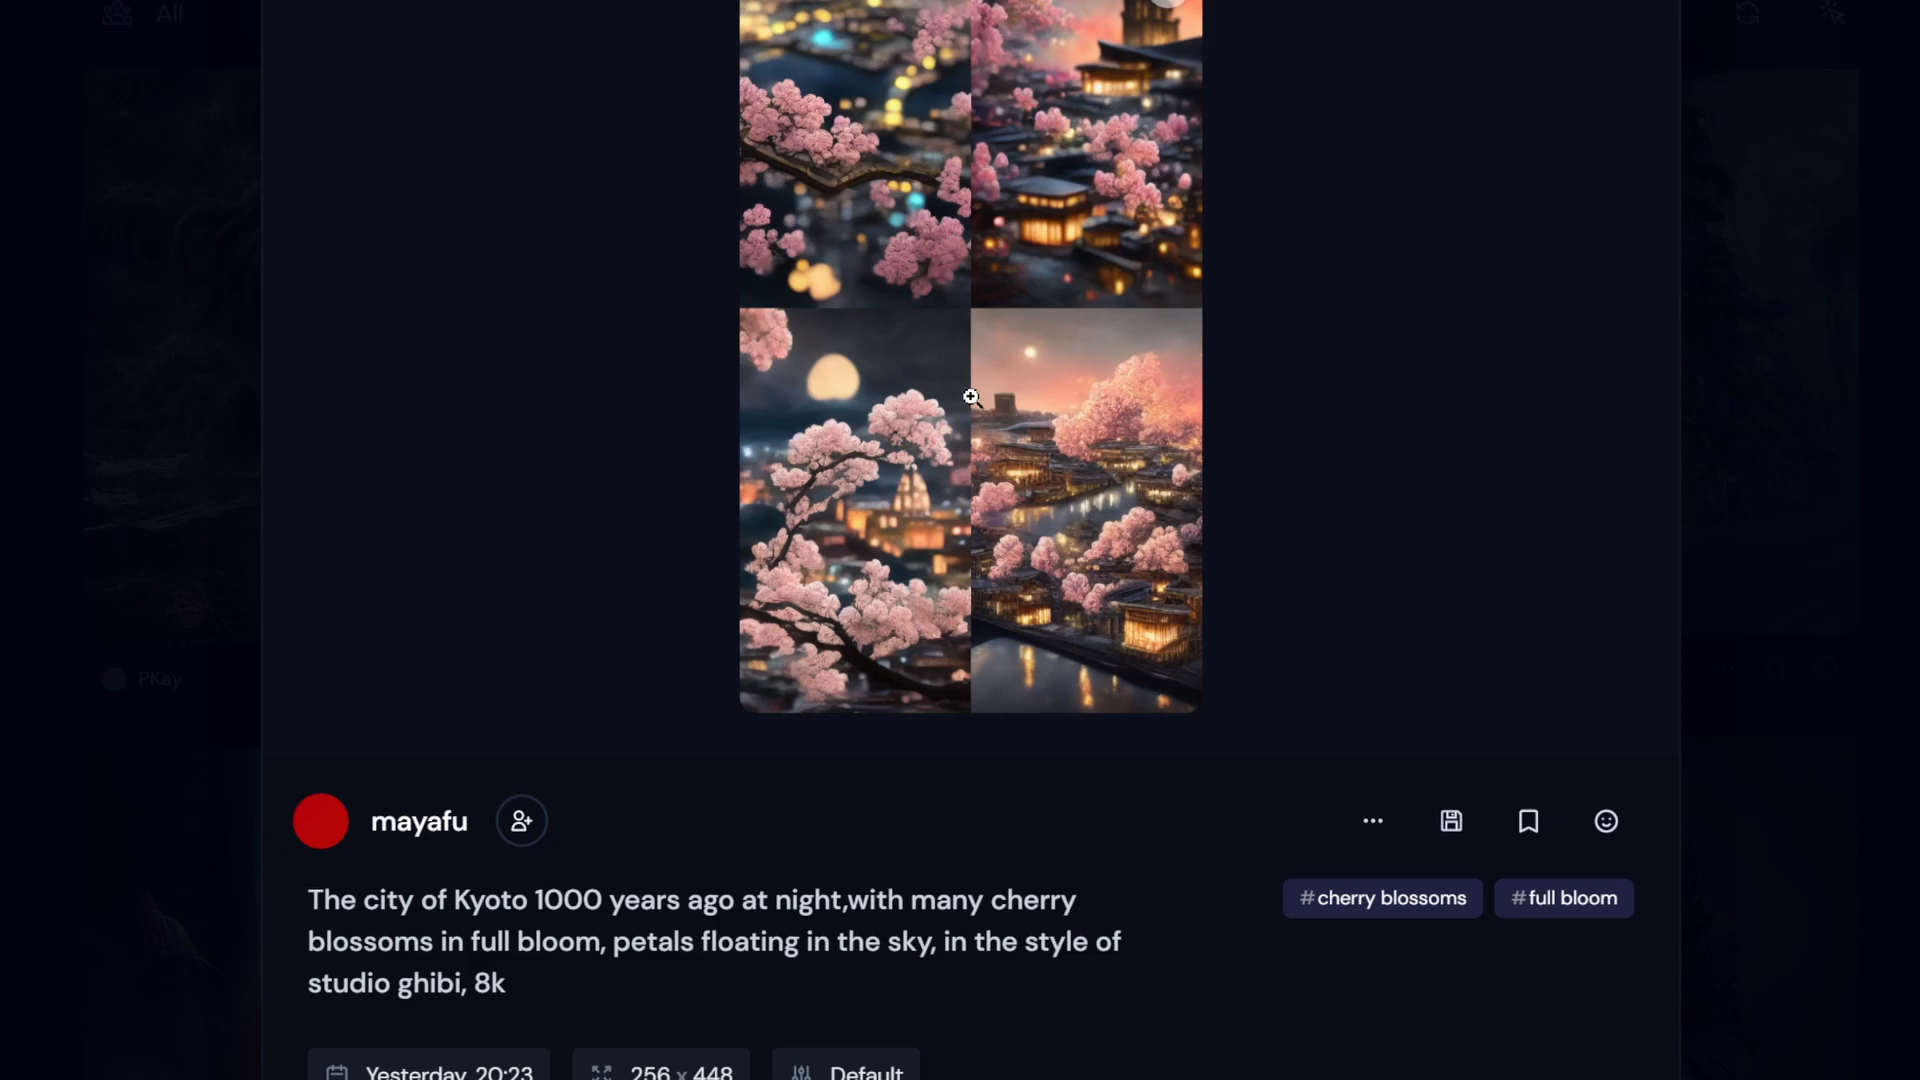 All
PKay
mayafu
The city of Kyoto 1000 years ago at night,with many cherry
blossoms in full bloom, petals floating in the sky, in the style of
studio ghibi, 8k
#cherry blossoms
#full bloom
Yesterday, 20:23
256 x 448
Default